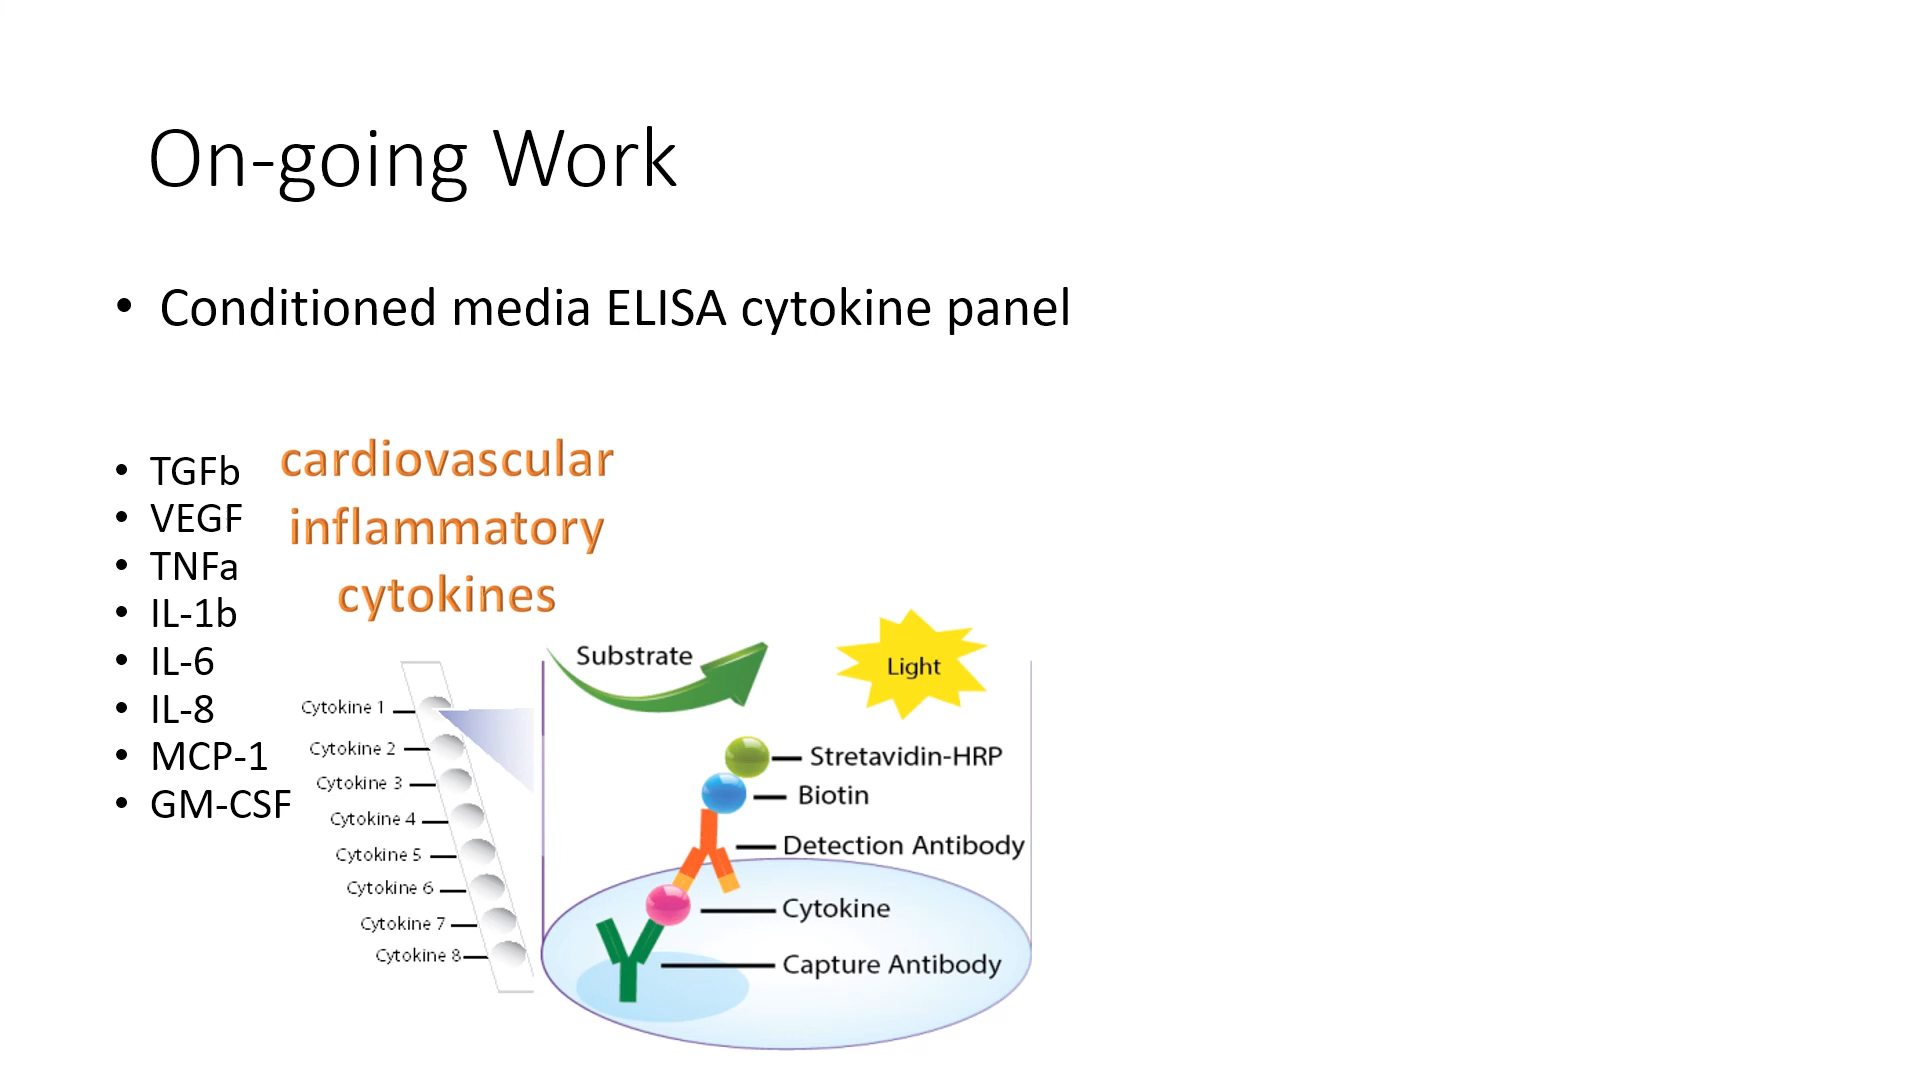 On-going Work
• Conditioned media ELISA cytokine panel
• TGFb
• VEGF
• TNFa
• IL-1b
• IL-6
• IL-8
• MCP-1
• GM-CSF
cardiovascular
inflammatory
cytokines
Cytokine 1
Cytokine 2
Cytokine 3
Cytokine 4
Cytokine 5
Cytokine 6
Cytokine 7
Cytokine 8
Substrate
Light
Stretavidin-HRP
Biotin
Detection Antibody
Cytokine
Capture Antibody